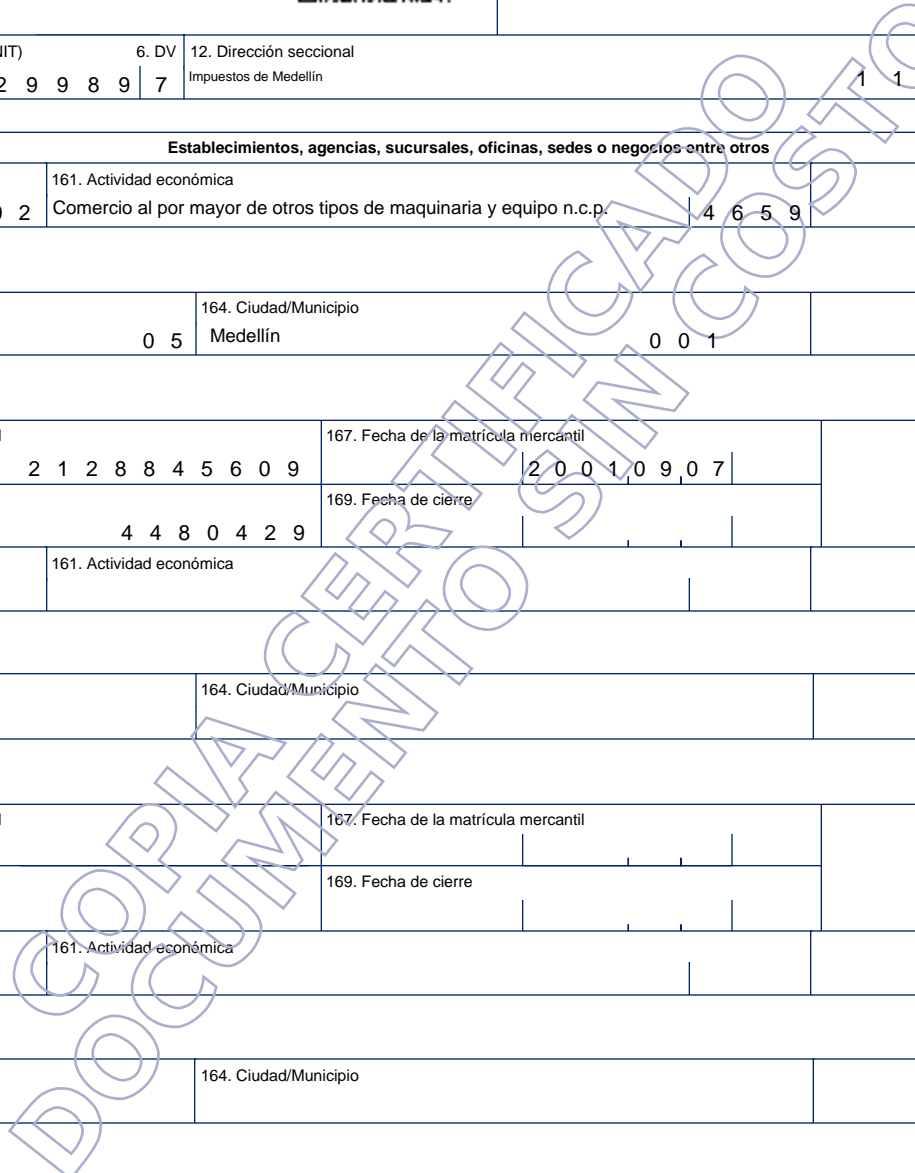 6. DV 12. Dirección seccional
9 9 8 9 7 Impuestos de Medellín 1 1
Establecimientos, agencias, sucursales, oficinas, sedes o negocios entre otros
161. Actividad económica
2 Comercio al por mayor de otros tipos de maquinaria y equipo n.c.p. 4 6 5 9
164. Ciudad/Municipio
0 5 Medellín 0 0 1
167. Fecha de la matrícula mercantil
2 1 2 8 8 4 5 6 0 9 2 0 0 1 0 9 0 7
169. Fecha de cierre
4 4 8 0 4 2 9
161. Actividad económica
164. Ciudad/Municipio
167. Fecha de la matrícula mercantil
169. Fecha de cierre
161. Actividad económica
164. Ciudad/Municipio
COPIA CERTIFICADO
DOCUMENTO SIN COSTO